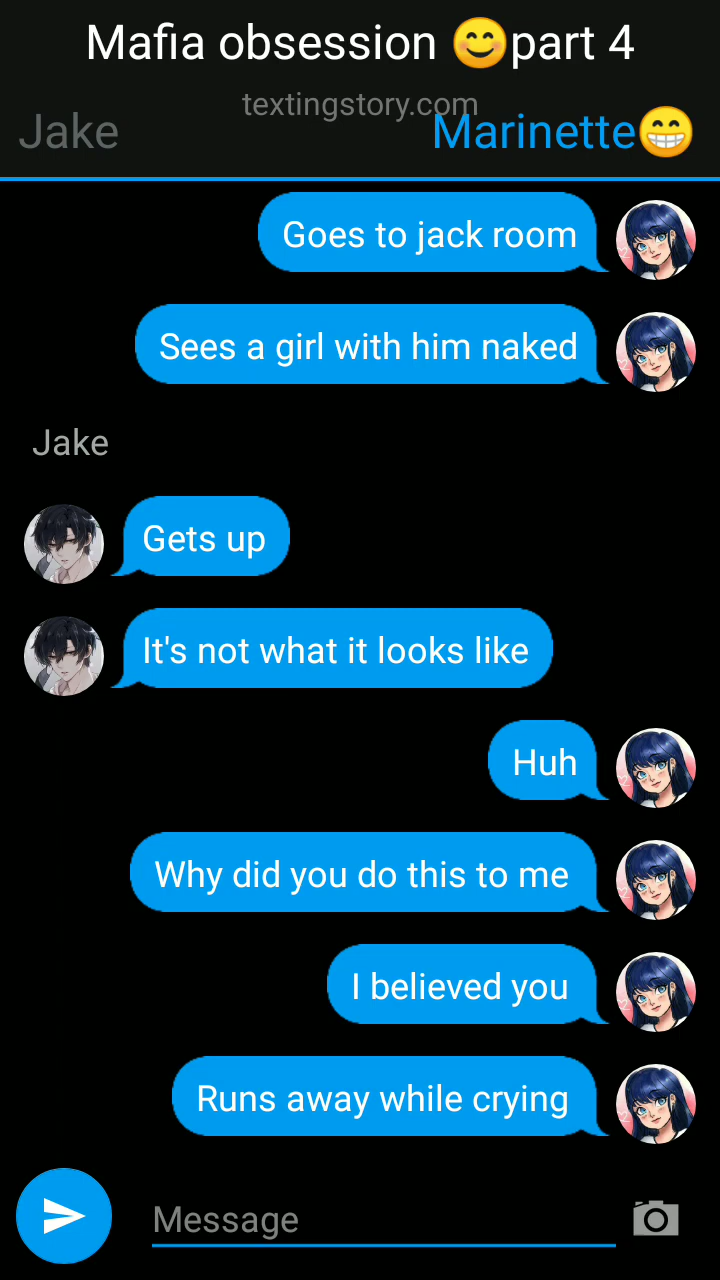 Mafia obsession 😊part 4
textingstory.com
Jake
Marinette😁
Goes to jack room
Sees a girl with him naked
Jake
Gets up
It's not what it looks like
Huh
Why did you do this to me
I believed you
Runs away while crying
Message